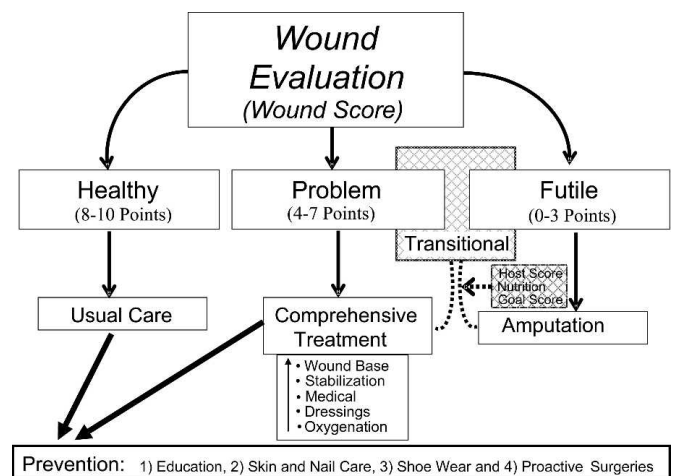 Wound
Evaluation
(Wound Score)
Healthy
(8-10 Points)
Problem
(4-7 Points)
Futile
(0-3 Points)
Transitional
Host Score
Nutrition
Goal Score
Usual Care
Comprehensive
Treatment
Amputation
• Wound Base
• Stabilization
• Medical
• Dressings
• Oxygenation
Prevention: 1) Education, 2) Skin and Nail Care, 3) Shoe Wear and 4) Proactive Surgeries